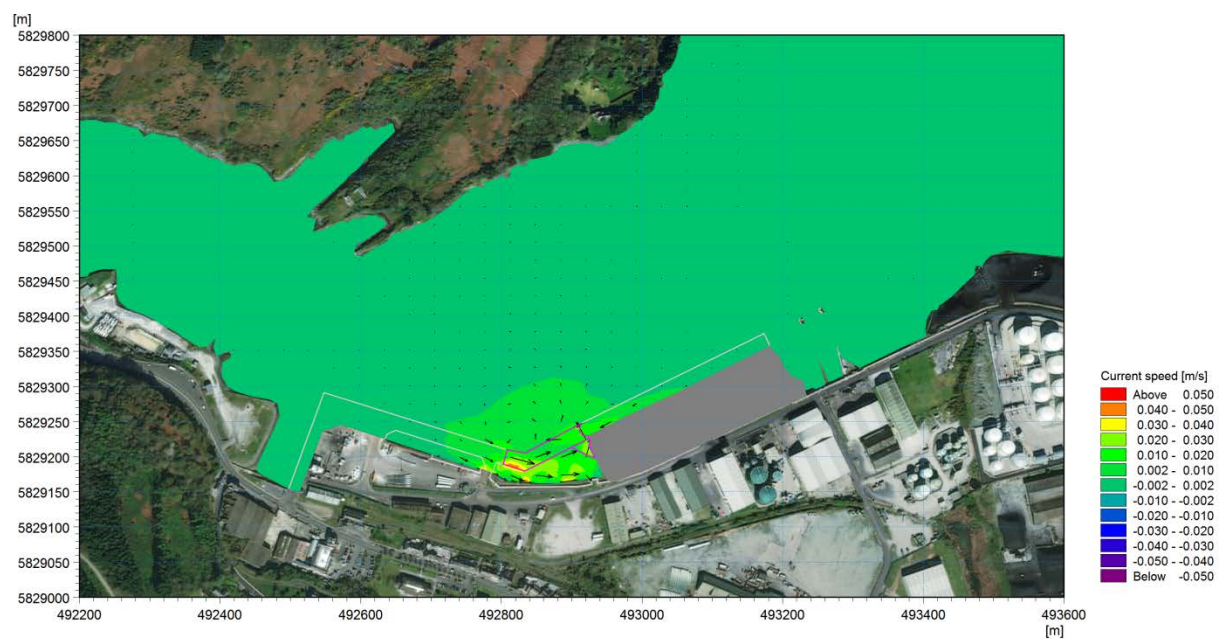 [m]
5829800
5829750
5829700
5829650
5829600
5829550
5829500
5829450
5829400
5829350
5829300
5829250
5829200
5829150
5829100
5829050
5829000
492200 492400 492600 492800 493000 493200 493400 493600
[m]
Current speed [m/s]
Above 0.050
0.040 - 0.050
0.030 - 0.040
0.020 - 0.030
0.010 - 0.020
0.002 - 0.010
-0.002 - 0.002
-0.010 - -0.002
-0.020 - -0.010
-0.030 - -0.020
-0.040 - -0.030
-0.050 - -0.040
Below -0.050